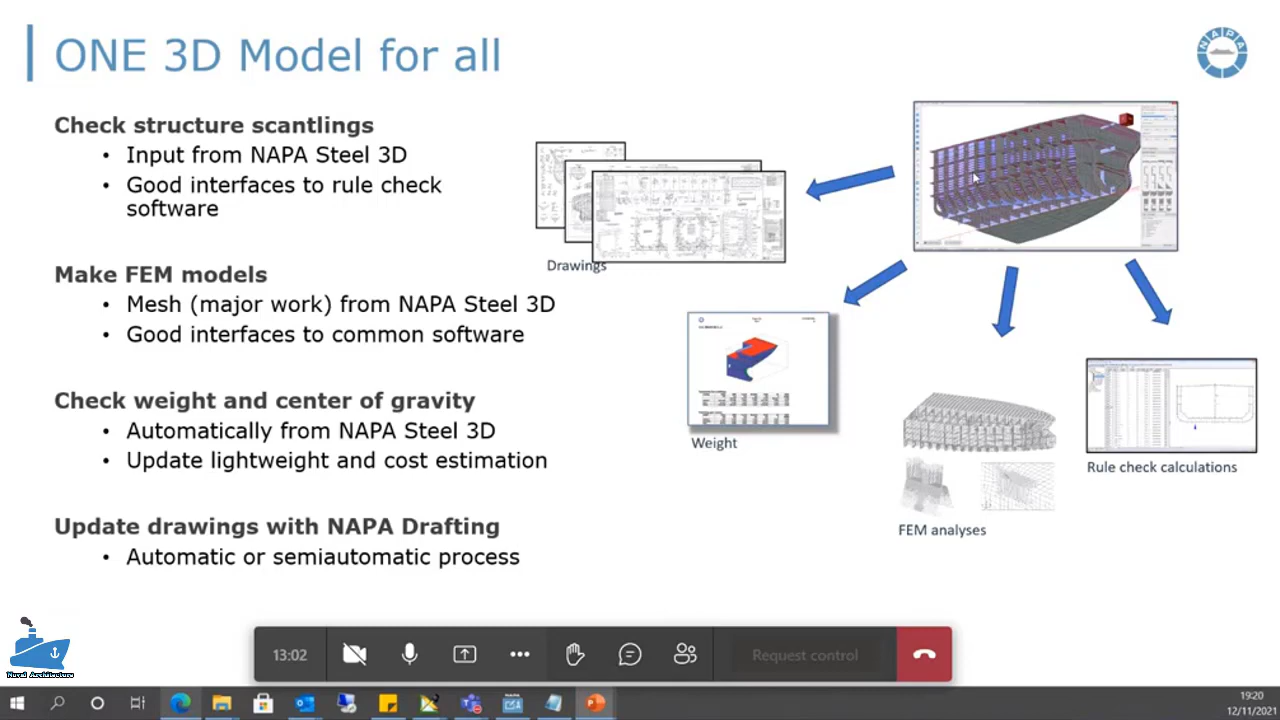 ONE 3D Model for all
NAPA
Check structure scantlings
• Input from NAPA Steel 3D
• Good interfaces to rule check
software
Make FEM models
• Mesh (major work) from NAPA Steel 3D
• Good interfaces to common software
Check weight and center of gravity
• Automatically from NAPA Steel 3D
• Update lightweight and cost estimation
Update drawings with NAPA Drafting
• Automatic or semiautomatic process
Drawings
Weight
FEM analyses
Rule check calculations
Naval Architecture
13:02
Request control
19:20
12/11/2021